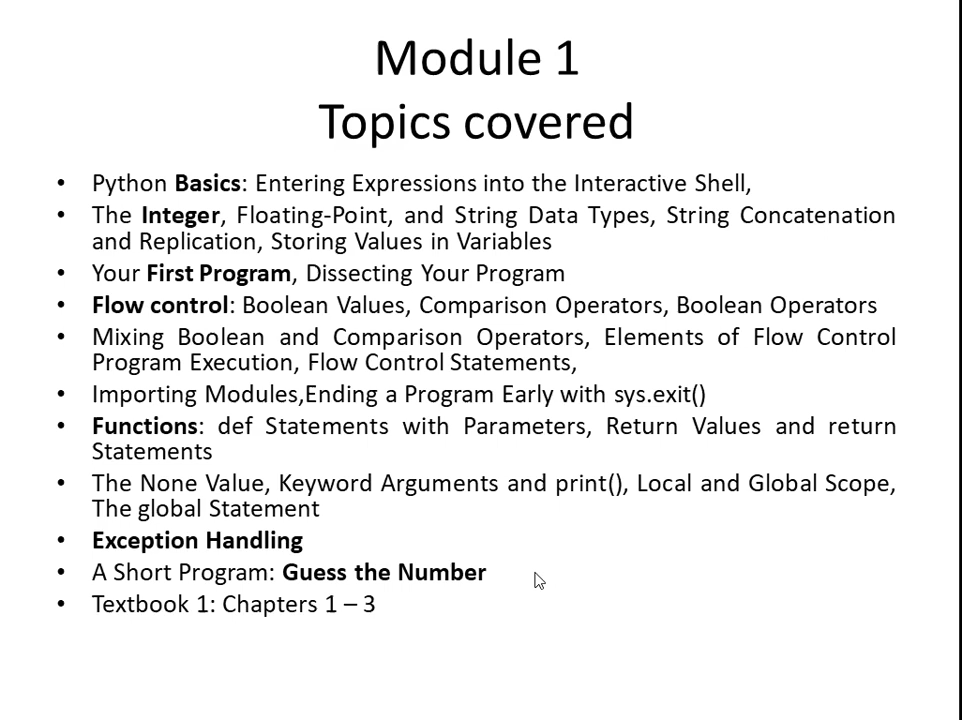 Module 1
Topics covered
• Python Basics: Entering Expressions into the Interactive Shell,
• The Integer, Floating-Point, and String Data Types, String Concatenation
and Replication, Storing Values in Variables
• Your First Program, Dissecting Your Program
• Flow control: Boolean Values, Comparison Operators, Boolean Operators
• Mixing Boolean and Comparison Operators, Elements of Flow Control
Program Execution, Flow Control Statements,
• Importing Modules,Ending a Program Early with sys.exit()
• Functions: def Statements with Parameters, Return Values and return
Statements
• The None Value, Keyword Arguments and print(), Local and Global Scope,
The global Statement
• Exception Handling
• A Short Program: Guess the Number
• Textbook 1: Chapters 1 – 3